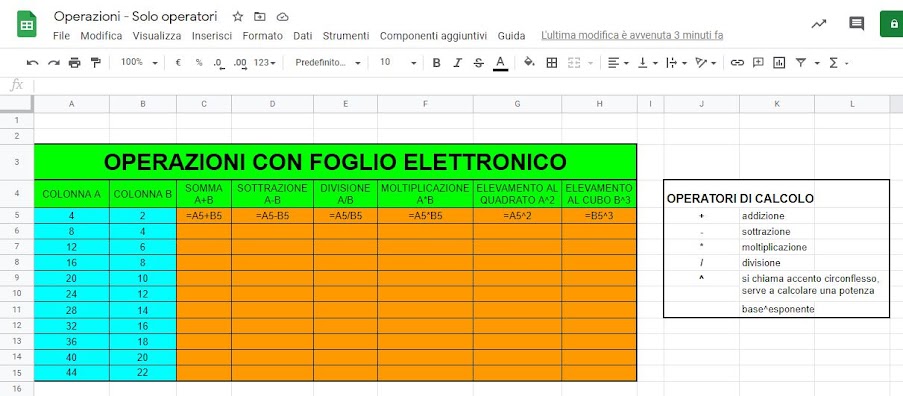 Operazioni - Solo operatori
File Modifica Visualizza Inserisci Formato Dati Strumenti Componenti aggiuntivi Guida L'ultima modifica è avvenuta 3 minuti fa
100% € % .0 .00 123 Predefinito... 10 B I S A
fx
A B C D E F G H I J K L
1
2
3 OPERAZIONI CON FOGLIO ELETTRONICO
4 COLONNA A COLONNA B SOMMA A+B SOTTRAZIONE A-B DIVISIONE A/B MOLTIPLICAZIONE A*B ELEVAMENTO AL QUADRATO A^2 ELEVAMENTO AL CUBO B^3 OPERATORI DI CALCOLO
5 4 2 =A5+B5 =A5-B5 =A5/B5 =A5*B5 =A5^2 =B5^3 + addizione
6 8 4 - sottrazione
7 12 6 * moltiplicazione
8 16 8 / divisione
9 20 10 ^ si chiama accento circonflesso,
10 24 12 serve a calcolare una potenza
11 28 14 base^esponente
12 32 16
13 36 18
14 40 20
15 44 22
16